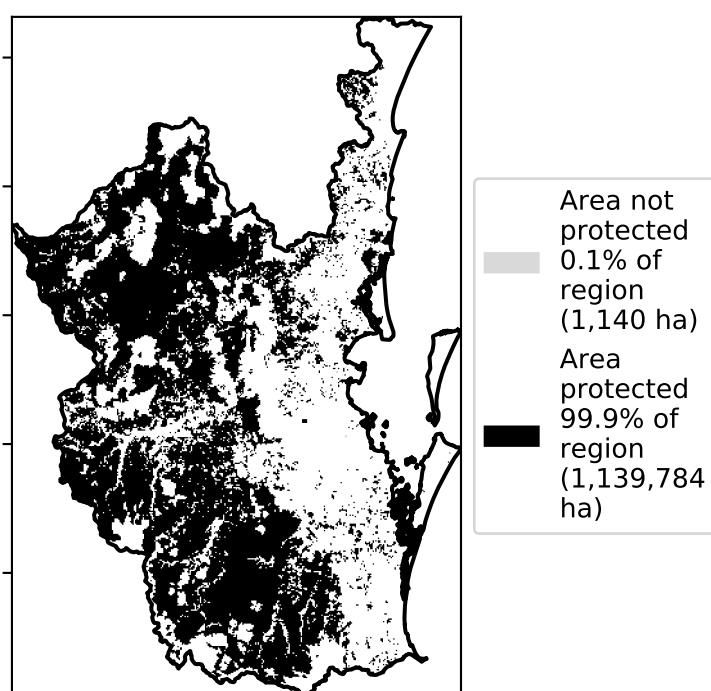 Area not
protected
0.1% of
region
(1,140 ha)
Area
protected
99.9% of
region
(1,139,784
ha)